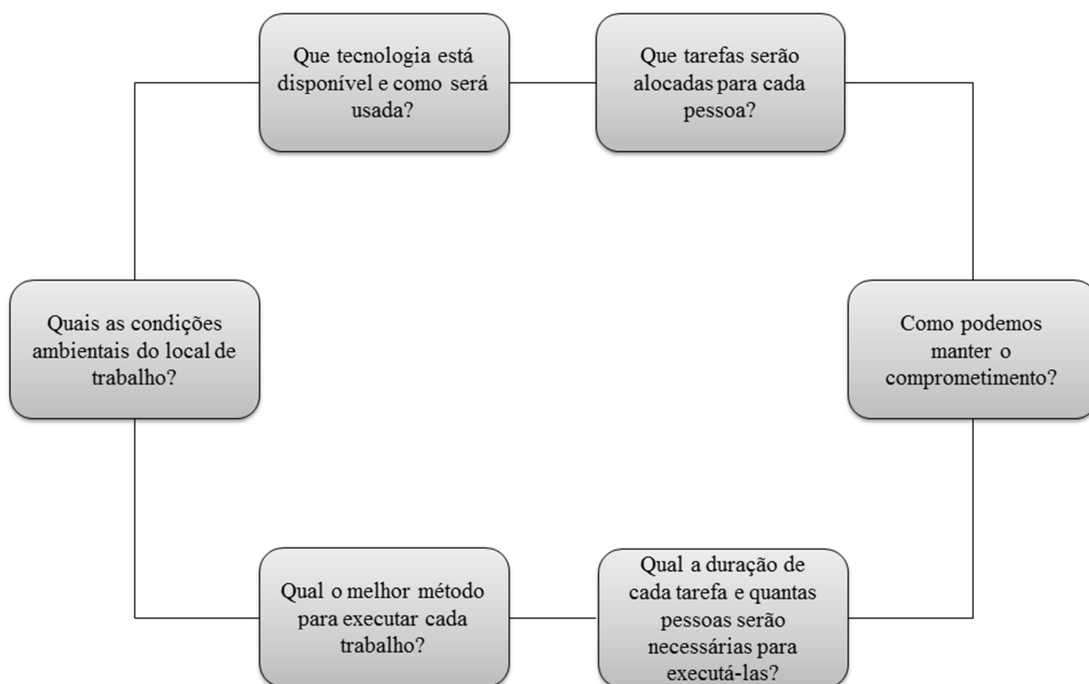 Que tecnologia está
disponível e como será
usada?
Que tarefas serão
alocadas para cada
pessoa?
Quais as condições
ambientais do local de
trabalho?
Como podemos
manter o
comprometimento?
Qual o melhor método
para executar cada
trabalho?
Qual a duração de
cada tarefa e quantas
pessoas serão
necessárias para
executá-las?